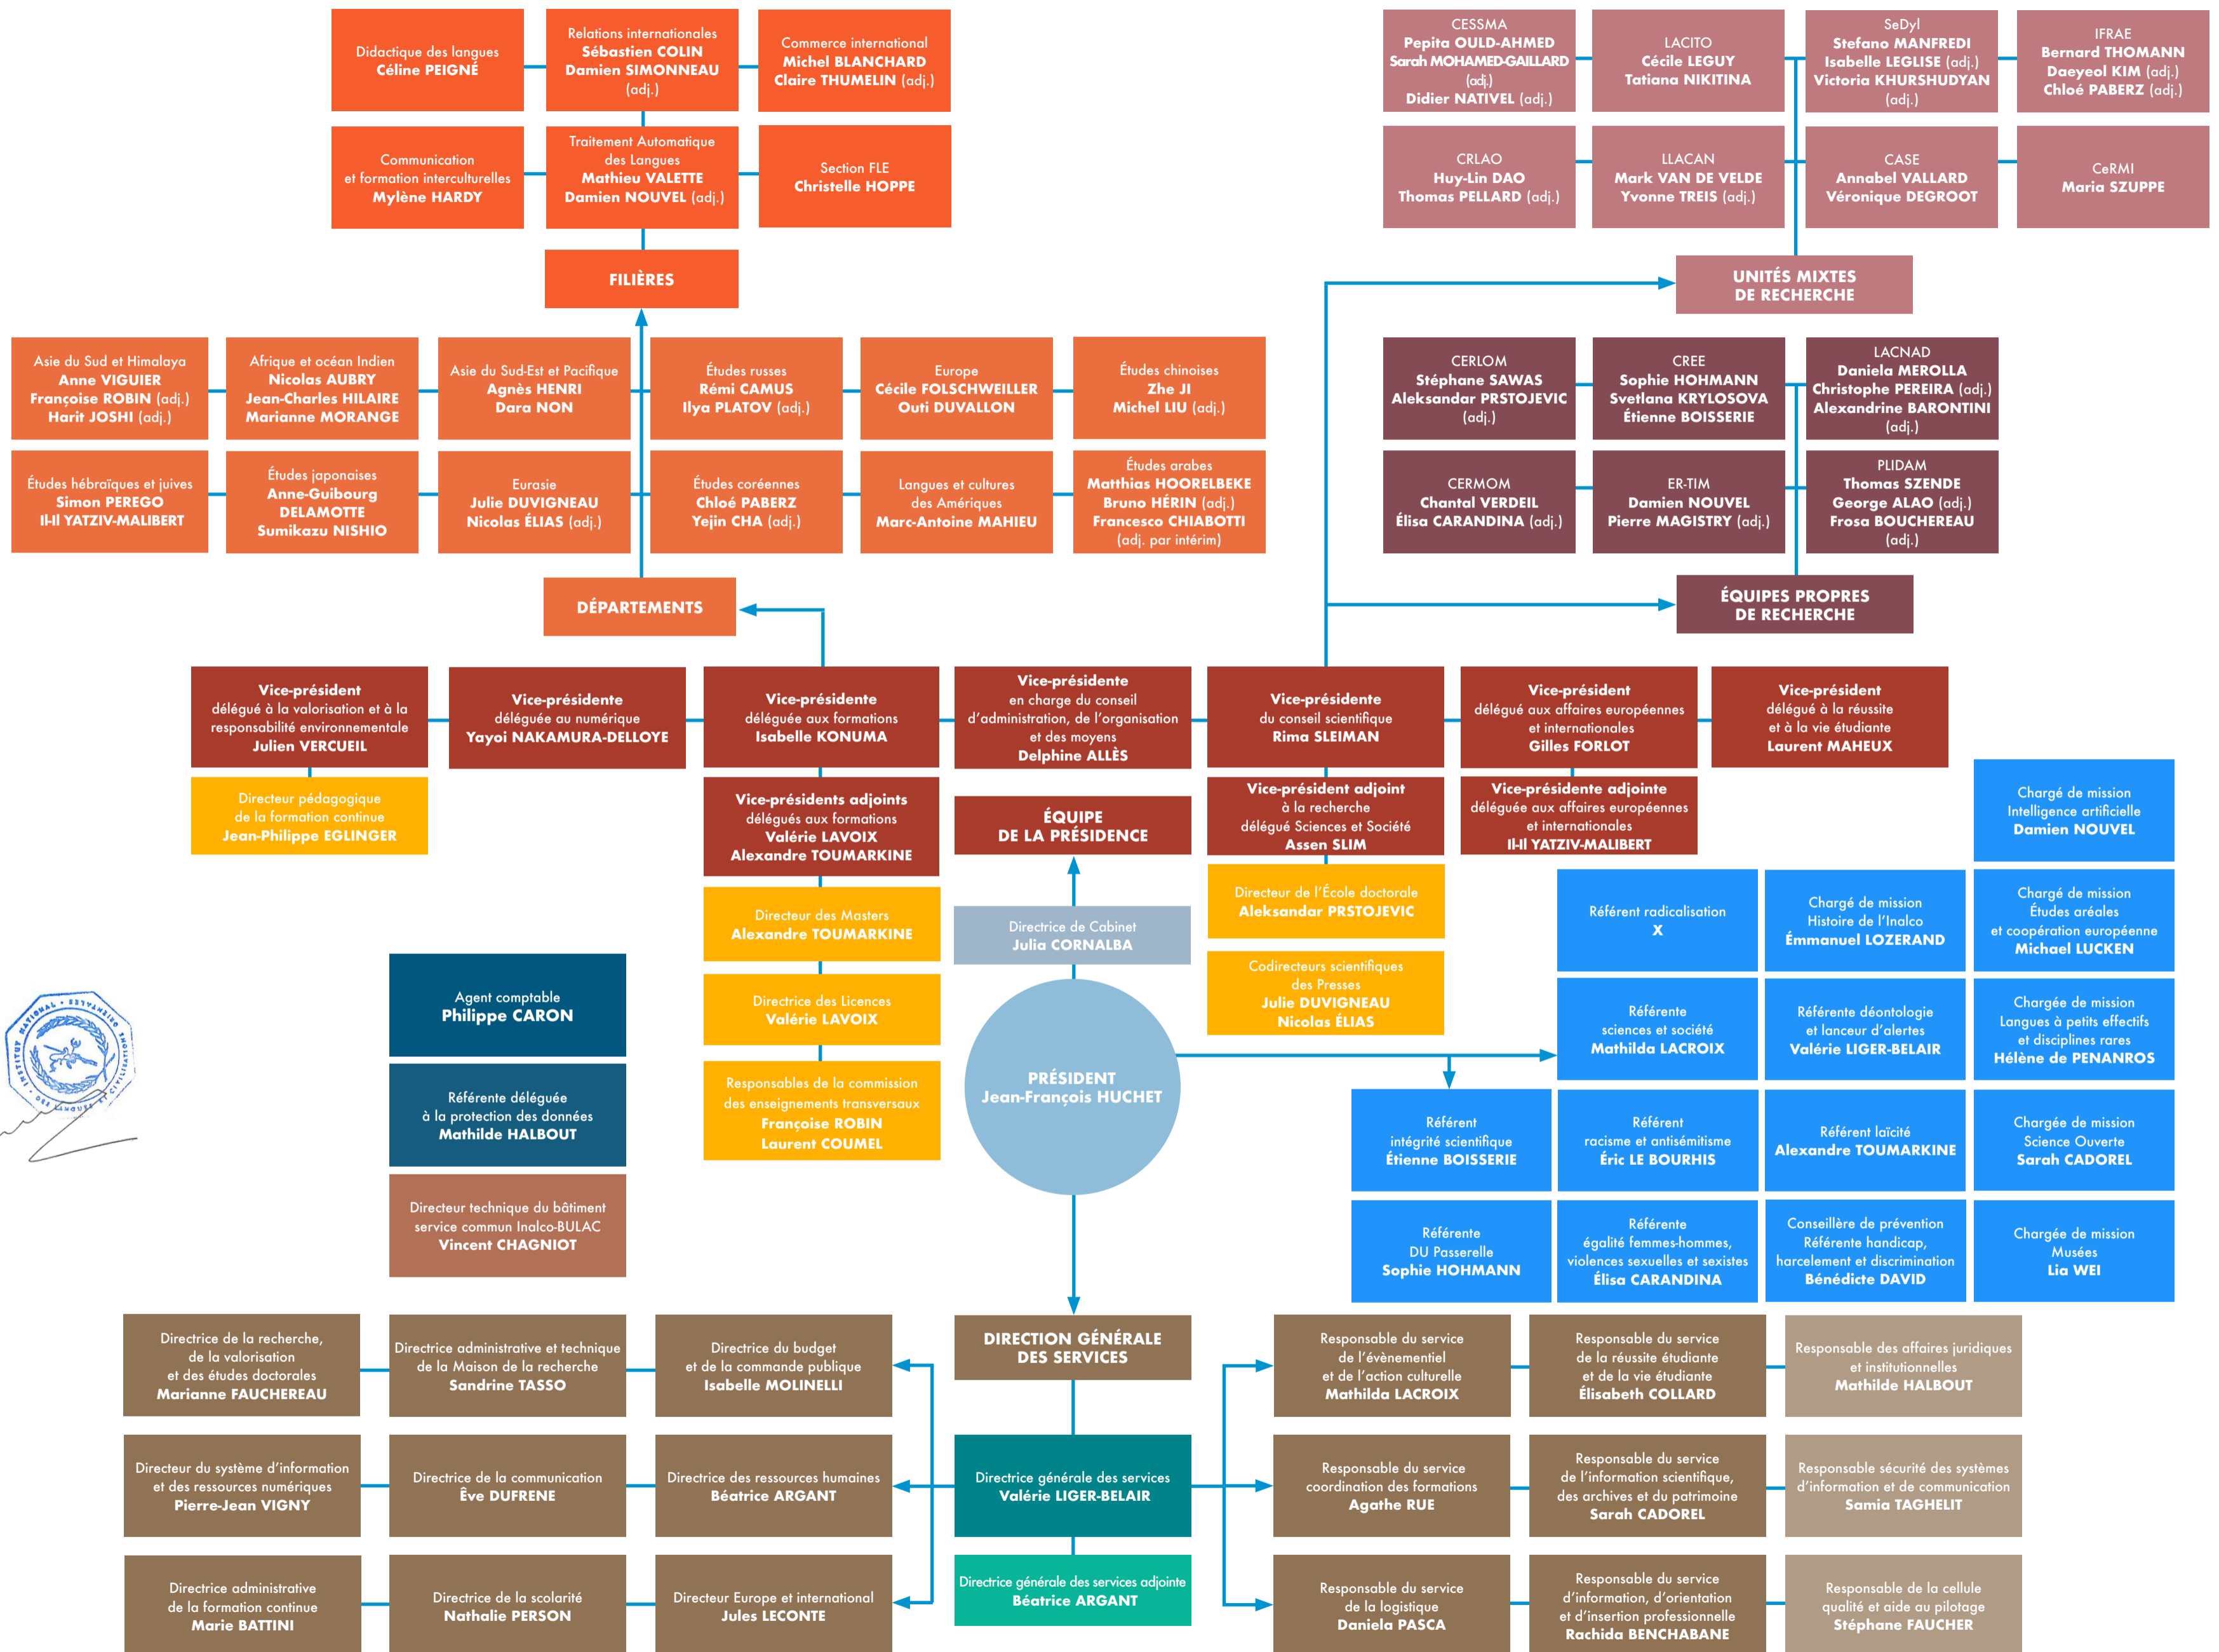 Didactique des langues
Céline PEIGNÉ
Relations internationales
Sébastien COLIN
Damien SIMONNEAU
(adj.)
Commerce international
Michel BLANCHARD
Claire THUMELIN (adj.)
Communication
et formation interculturelles
Mylène HARDY
Traitement Automatique
des Langues
Mathieu VALETTE
Damien NOUVEL (adj.)
Section FLE
Christelle HOPPE
FILIÈRES
CESSMA
Pepita OULD-AHMED
Sarah MOHAMED-GAILLARD
(adj.)
Didier NATIVEL (adj.)
LACITO
Cécile LEGUY
Tatiana NIKITINA
SeDyl
Stefano MANFREDI
Isabelle LEGLISE (adj.)
Victoria KHURSHUDYAN
(adj.)
IFRAE
Bernard THOMANN
Daeyeol KIM (adj.)
Chloé PABERZ (adj.)
CRLAO
Huy-Lin DAO
Thomas PELLARD (adj.)
LLACAN
Mark VAN DE VELDE
Yvonne TREIS (adj.)
CASE
Annabel VALLARD
Véronique DEGROOT
CeRMI
Maria SZUPPE
UNITÉS MIXTES
DE RECHERCHE
Asie du Sud et Himalaya
Anne VIGUIER
Françoise ROBIN (adj.)
Harit JOSHI (adj.)
Afrique et océan Indien
Nicolas AUBRY
Jean-Charles HILAIRE
Marianne MORANGE
Asie du Sud-Est et Pacifique
Agnès HENRI
Dara NON
Études russes
Rémi CAMUS
Ilya PLATOV (adj.)
Europe
Cécile FOLSCHWEILLER
Outi DUVALLON
Études chinoises
Zhe JI
Michel LIU (adj.)
Études hébraïques et juives
Simon PEREGO
Il-Il YATZIV-MALIBERT
Études japonaises
Anne-Guibourg
DELAMOTTE
Sumikazu NISHIO
Eurasie
Julie DUVIGNEAU
Nicolas ÉLIAS (adj.)
Études coréennes
Chloé PABERZ
Yejin CHA (adj.)
Langues et cultures
des Amériques
Marc-Antoine MAHIEU
Études arabes
Matthias HOORELBEKE
Bruno HÉRIN (adj.)
Francesco CHIABOTTI
(adj. par intérim)
DÉPARTEMENTS
CERLOM
Stéphane SAWAS
Aleksandar PRSTOJEVIC
(adj.)
CREE
Sophie HOHMANN
Svetlana KRYLOSOVA
Étienne BOISSERIE
LACNAD
Daniela MEROLLA
Christophe PEREIRA (adj.)
Alexandrine BARONTINI
(adj.)
CERMOM
Chantal VERDEIL
Élisa CARANDINA (adj.)
ER-TIM
Damien NOUVEL
Pierre MAGISTRY (adj.)
PLIDAM
Thomas SZENDE
George ALAO (adj.)
Frosa BOUCHEREAU
(adj.)
ÉQUIPES PROPRES
DE RECHERCHE
Vice-président
délégué à la valorisation et à la
responsabilité environnementale
Julien VERCUEIL
Vice-présidente
déléguée au numérique
Yayoi NAKAMURA-DELLOYE
Vice-présidente
déléguée aux formations
Isabelle KONUMA
Vice-présidente
en charge du conseil
d'administration, de l'organisation
et des moyens
Delphine ALLÈS
Vice-présidente
du conseil scientifique
Rima SLEIMAN
Vice-président
délégué aux affaires européennes
et internationales
Gilles FORLOT
Vice-président
délégué à la réussite
et à la vie étudiante
Laurent MAHEUX
Directeur pédagogique
de la formation continue
Jean-Philippe EGLINGER
Vice-présidents adjoints
délégués aux formations
Valérie LAVOIX
Alexandre TOUMARKINE
ÉQUIPE
DE LA PRÉSIDENCE
Vice-président adjoint
à la recherche
délégué Sciences et Société
Assen SLIM
Vice-présidente adjointe
déléguée aux affaires européennes
et internationales
Il-Il YATZIV-MALIBERT
Chargé de mission
Intelligence artificielle
Damien NOUVEL
Directeur des Masters
Alexandre TOUMARKINE
Directrice de Cabinet
Julia CORNALBA
Directeur de l'École doctorale
Aleksandar PRSTOJEVIC
Référent radicalisation
X
Chargé de mission
Histoire de l'Inalco
Émmanuel LOZERAND
Chargé de mission
Études aréales
et coopération européenne
Michael LUCKEN
Agent comptable
Philippe CARON
Directrice des Licences
Valérie LAVOIX
Codirecteurs scientifiques
des Presses
Julie DUVIGNEAU
Nicolas ÉLIAS
Référente
sciences et société
Mathilda LACROIX
Référente déontologie
et lanceur d'alertes
Valérie LIGER-BELAIR
Chargée de mission
Langues à petits effectifs
et disciplines rares
Hélène de PENANROS
INSTITUT NATIONAL
DES LANGUES ET CIVILISATIONS
Référente déléguée
à la protection des données
Mathilde HALBOUT
Responsables de la commission
des enseignements transversaux
Françoise ROBIN
Laurent COUMEL
PRÉSIDENT
Jean-François HUCHET
Référent
intégrité scientifique
Étienne BOISSERIE
Référent
racisme et antisémitisme
Éric LE BOURHIS
Référent laïcité
Alexandre TOUMARKINE
Chargée de mission
Science Ouverte
Sarah CADOREL
Directeur technique du bâtiment
service commun Inalco-BULAC
Vincent CHAGNIOT
Référente
DU Passerelle
Sophie HOHMANN
Référente
égalité femmes-hommes,
violences sexuelles et sexistes
Élisa CARANDINA
Conseillère de prévention
Référente handicap,
harcelement et discrimination
Bénédicte DAVID
Chargée de mission
Musées
Lia WEI
Directrice de la recherche,
de la valorisation
et des études doctorales
Marianne FAUCHEREAU
Directrice administrative et technique
de la Maison de la recherche
Sandrine TASSO
Directrice du budget
et de la commande publique
Isabelle MOLINELLI
DIRECTION GÉNÉRALE
DES SERVICES
Responsable du service
de l'évènementiel
et de l'action culturelle
Mathilda LACROIX
Responsable du service
de la réussite étudiante
et de la vie étudiante
Élisabeth COLLARD
Responsable des affaires juridiques
et institutionnelles
Mathilde HALBOUT
Directeur du système d'information
et des ressources numériques
Pierre-Jean VIGNY
Directrice de la communication
Êve DUFRENE
Directrice des ressources humaines
Béatrice ARGANT
Directrice générale des services
Valérie LIGER-BELAIR
Responsable du service
coordination des formations
Agathe RUE
Responsable du service
de l'information scientifique,
des archives et du patrimoine
Sarah CADOREL
Responsable sécurité des systèmes
d'information et de communication
Samia TAGHELIT
Directrice administrative
de la formation continue
Marie BATTINI
Directrice de la scolarité
Nathalie PERSON
Directeur Europe et international
Jules LECONTE
Directrice générale des services adjointe
Béatrice ARGANT
Responsable du service
de la logistique
Daniela PASCA
Responsable du service
d'information, d'orientation
et d'insertion professionnelle
Rachida BENCHABANE
Responsable de la cellule
qualité et aide au pilotage
Stéphane FAUCHER